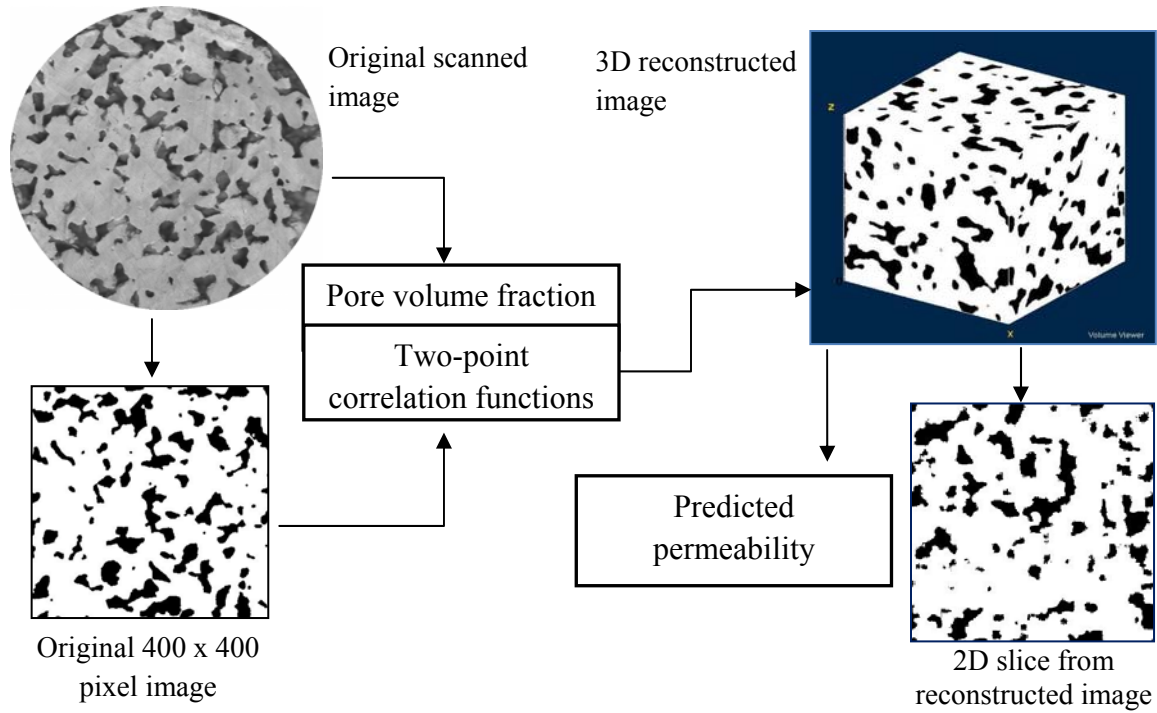 Original scanned
image
3D reconstructed
image
Z
X
Volume Viewer
Pore volume fraction
Two-point
correlation functions
Predicted
permeability
Original 400 x 400
pixel image
2D slice from
reconstructed image